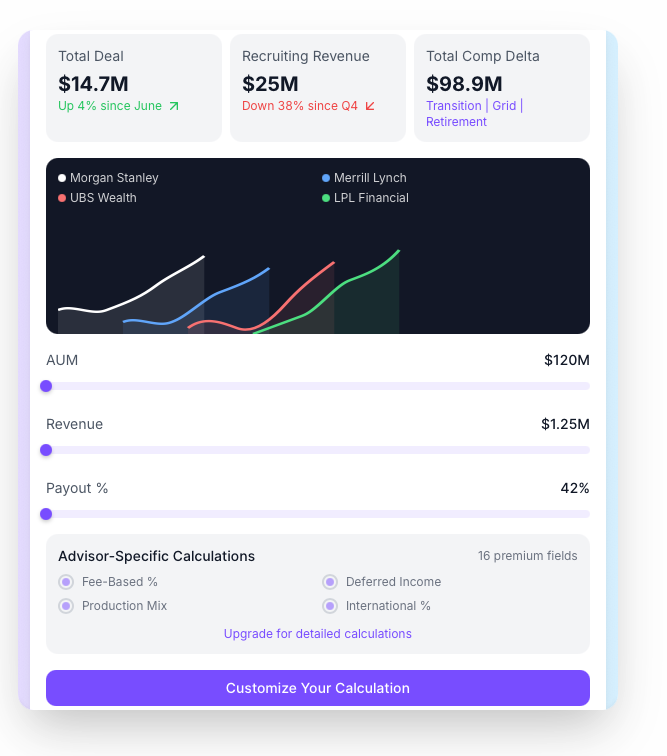 Total Deal
$14.7M
Up 4% since June
Recruiting Revenue
$25M
Down 38% since Q4
Total Comp Delta
$98.9M
Transition | Grid |
Retirement
Morgan Stanley
Merrill Lynch
UBS Wealth
LPL Financial
AUM
$120M
Revenue
$1.25M
Payout %
42%
Advisor-Specific Calculations
16 premium fields
Fee-Based %
Deferred Income
Production Mix
International %
Upgrade for detailed calculations
Customize Your Calculation